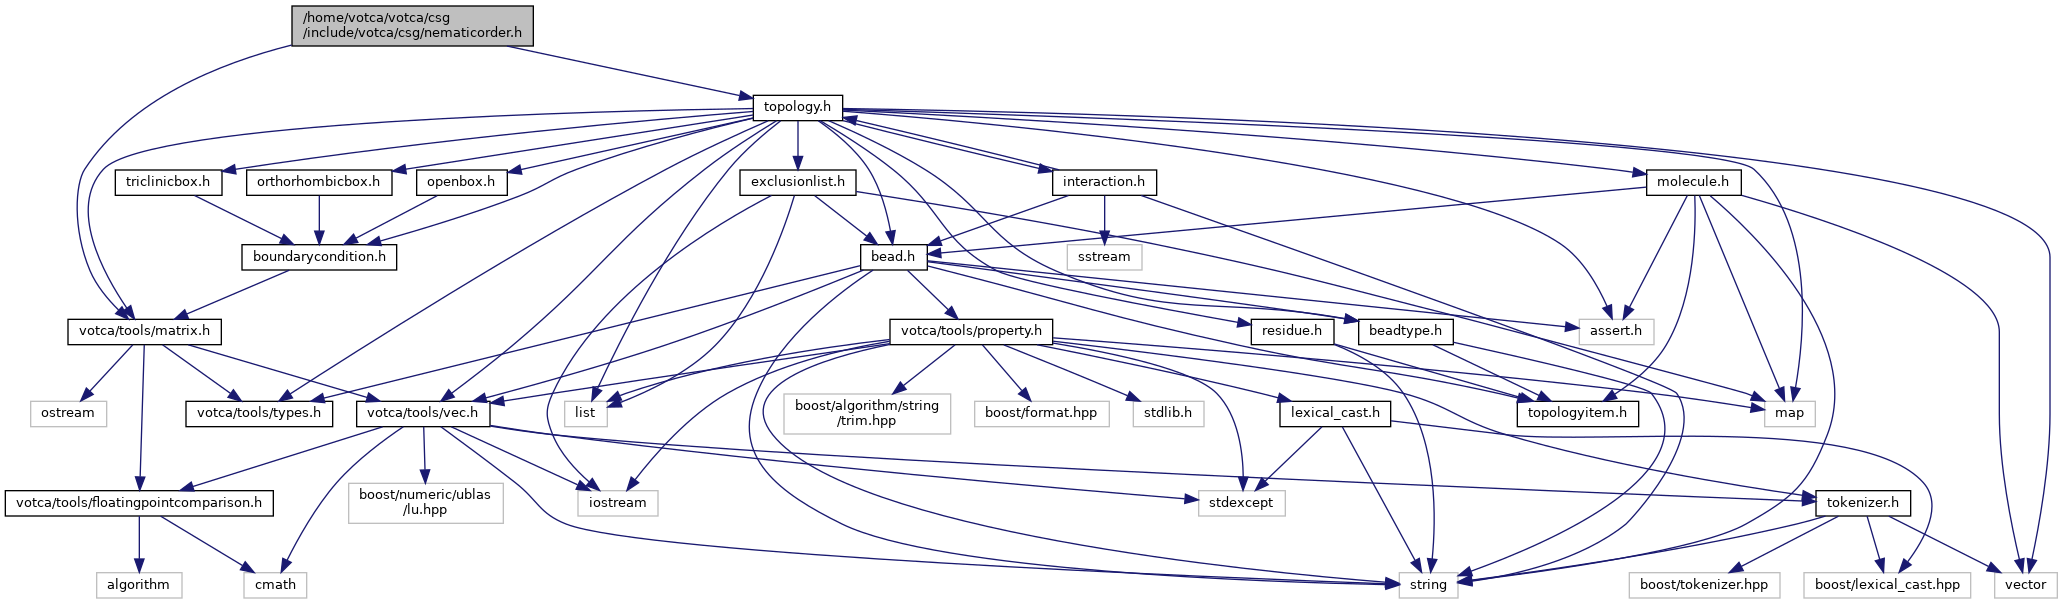 /home/votca/votca/csg
/include/votca/csg/nematicorder.h
topology.h
triclinicbox.h
orthorhombicbox.h
openbox.h
exclusionlist.h
interaction.h
molecule.h
boundarycondition.h
bead.h
sstream
votca/tools/matrix.h
votca/tools/property.h
residue.h
beadtype.h
assert.h
ostream
votca/tools/types.h
votca/tools/vec.h
list
boost/algorithm/string
/trim.hpp
boost/format.hpp
stdlib.h
lexical_cast.h
topologyitem.h
map
votca/tools/floatingpointcomparison.h
boost/numeric/ublas
/lu.hpp
iostream
stdexcept
tokenizer.h
algorithm
cmath
string
boost/tokenizer.hpp
boost/lexical_cast.hpp
vector